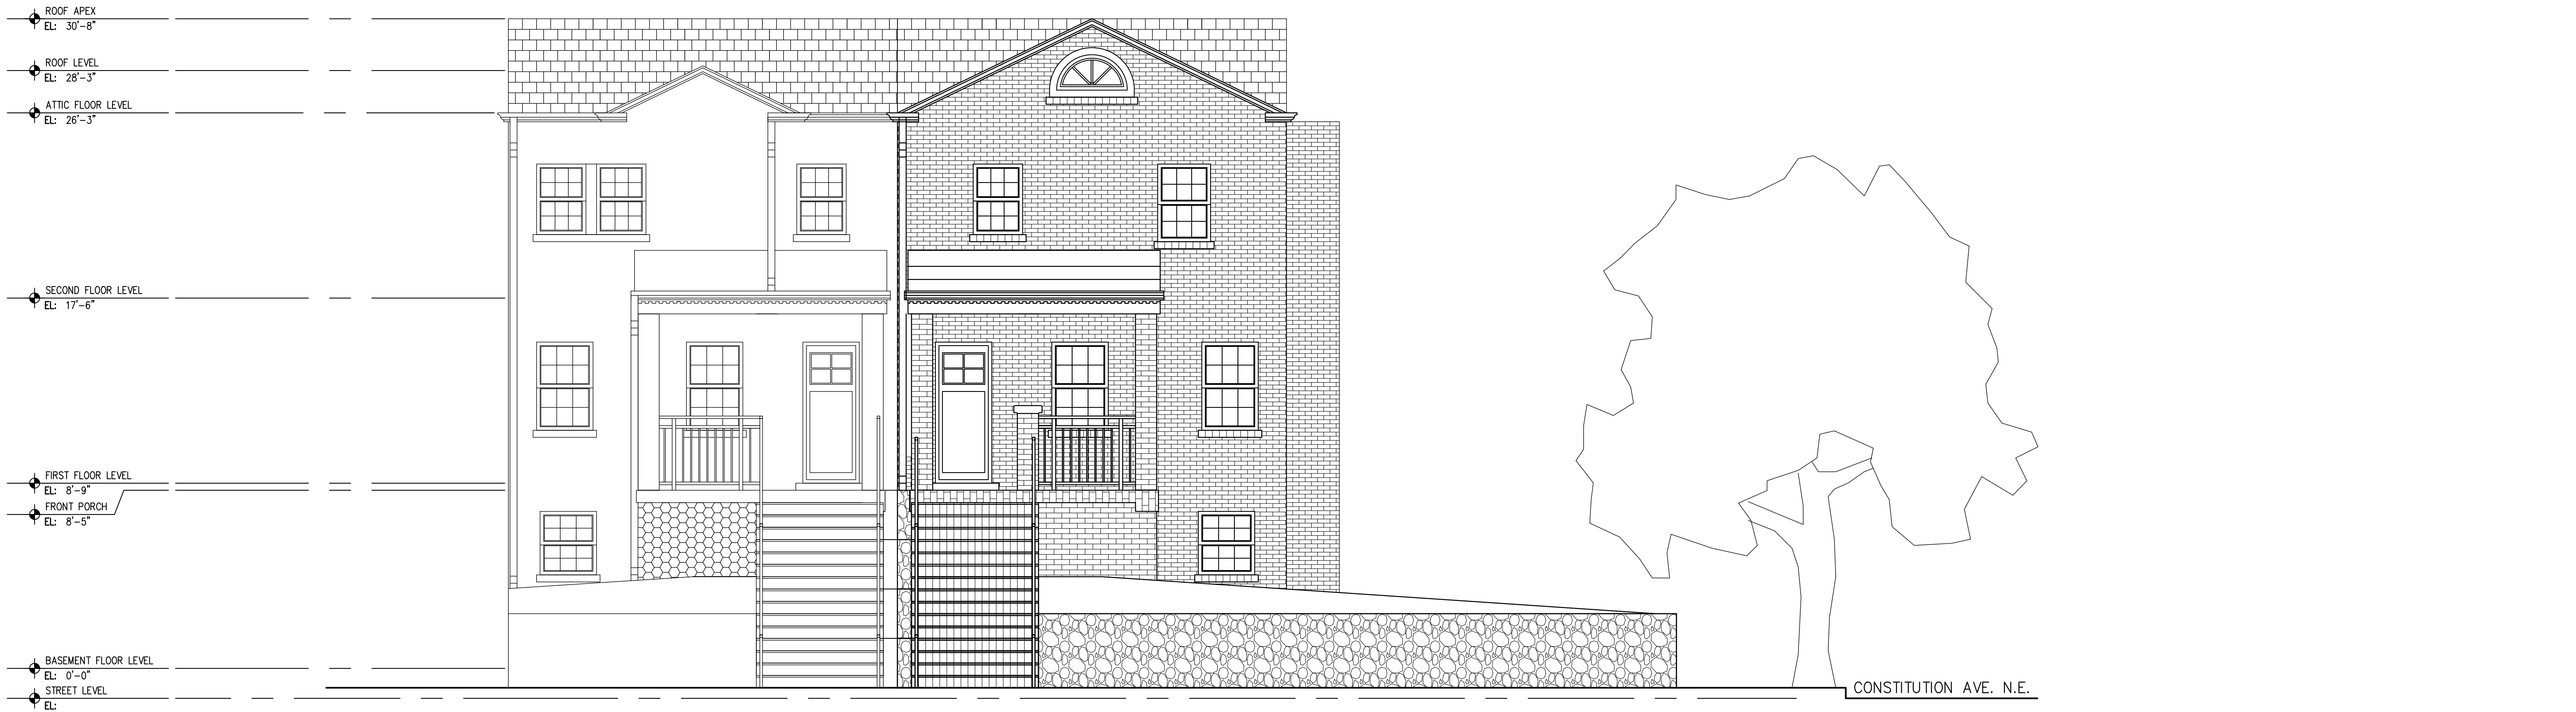 ROOF APEX
EL: 30'-8"
ROOF LEVEL
EL: 28'-3"
ATTIC FLOOR LEVEL
EL: 26'-3"
SECOND FLOOR LEVEL
EL: 17'-6"
FIRST FLOOR LEVEL
EL: 8'-9"
FRONT PORCH
EL: 8'-5"
BASEMENT FLOOR LEVEL
EL: 0'-0"
STREET LEVEL
EL:
CONSTITUTION AVE. N.E.